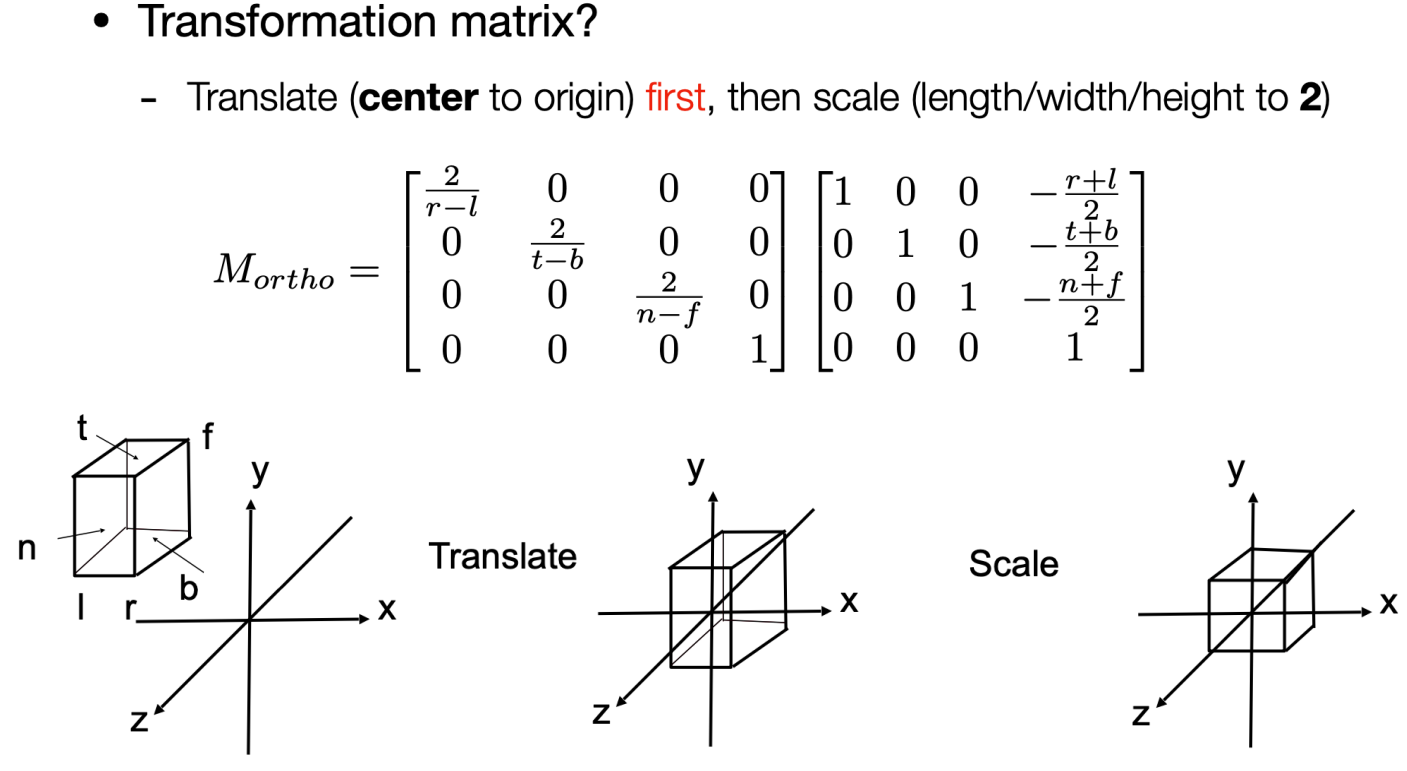 • Transformation matrix?
- Translate (center to origin) first, then scale (length/width/height to 2)
M_{ortho} = \begin{bmatrix} \frac{2}{r-l} & 0 & 0 & 0 \\ 0 & \frac{2}{t-b} & 0 & 0 \\ 0 & 0 & \frac{2}{n-f} & 0 \\ 0 & 0 & 0 & 1 \end{bmatrix} \begin{bmatrix} 1 & 0 & 0 & -\frac{r+l}{2} \\ 0 & 1 & 0 & -\frac{t+b}{2} \\ 0 & 0 & 1 & -\frac{n+f}{2} \\ 0 & 0 & 0 & 1 \end{bmatrix}
t
f
y
n
b
l r
x
z
y
Translate
x
z
y
Scale
x
z